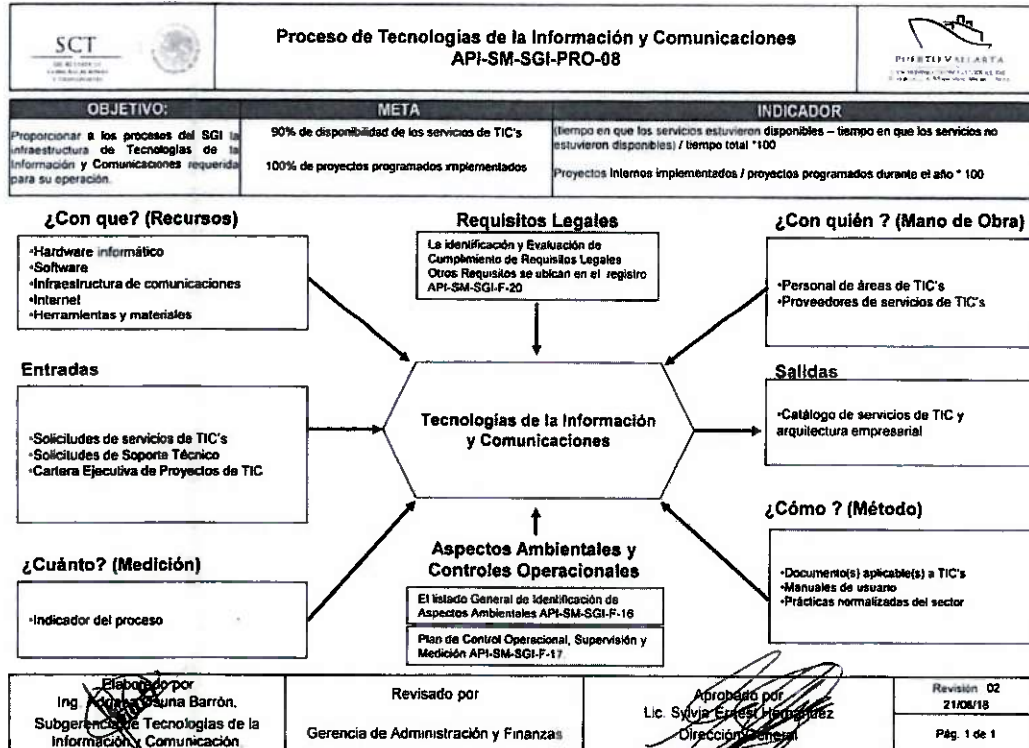 SCT
Proceso de Tecnologías de la Información y Comunicaciones
API-SM-SGI-PRO-08
PUERTO VALLARTA
OBJETIVO:
META
INDICADOR
Proporcionar a los procesos del SGI la
infraestructura de Tecnologías de la
Información y Comunicaciones requerida
para su operación.
90% de disponibilidad de los servicios de TIC's
100% de proyectos programados implementados
(tiempo en que los servicios estuvieron disponibles – tiempo en que los servicios no
estuvieron disponibles) / tiempo total *100
Proyectos Internos implementados / proyectos programados durante el año * 100
¿Con que? (Recursos)
•Hardware informático
•Software
•Infraestructura de comunicaciones
•Internet
•Herramientas y materiales
Requisitos Legales
La identificación y Evaluación de
Cumplimiento de Requisitos Legales
Otros Requisitos se ubican en el registro
API-SM-SGI-F-20
¿Con quién ? (Mano de Obra)
•Personal de áreas de TIC's
•Proveedores de servicios de TIC's
Entradas
•Solicitudes de servicios de TIC's
•Solicitudes de Soporte Técnico
•Cartera Ejecutiva de Proyectos de TIC
Tecnologías de la Información
y Comunicaciones
Salidas
•Catálogo de servicios de TIC y
arquitectura empresarial
¿Cuánto? (Medición)
•Indicador del proceso
Aspectos Ambientales y
Controles Operacionales
El listado General de Identificación de
Aspectos Ambientales API-SM-SGI-F-16
Plan de Control Operacional, Supervisión y
Medición API-SM-SGI-F-17.
¿Cómo ? (Método)
•Documento(s) aplicable(s) a TIC's
•Manuales de usuario
•Prácticas normalizadas del sector
Elaborado por
Ing. Osuna Barrón.
Subgerencia de Tecnologías de la
Información y Comunicación
Revisado por
Gerencia de Administración y Finanzas
Aprobado por
Lic. Sylvia Ernest Hernández
Dirección General
Revisión 02
21/06/18
Pág. 1 de 1